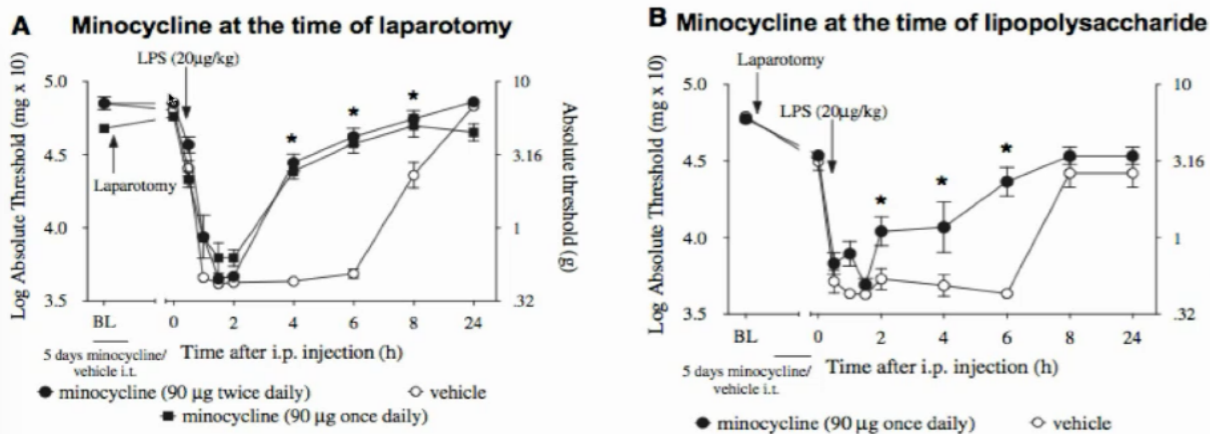 A Minocycline at the time of laparotomy
LPS (20µg/kg)
Log Absolute Threshold (mg x 10)
5.0
4.5
4.0
3.5
Laparotomy
10
3.16
1
.32
Absolute threshold (g)
* * *
BL 0 2 4 6 8 24
5 days minocycline/
vehicle i.t.
Time after i.p. injection (h)
minocycline (90 µg twice daily) vehicle
minocycline (90 µg once daily)
B Minocycline at the time of lipopolysaccharide
Laparotomy
LPS (20µg/kg)
Log Absolute Threshold (mg x 10)
5.0
4.5
4.0
3.5
10
3.16
1
.32
* * *
BL 0 2 4 6 8 24
5 days minocycline/
vehicle i.t.
Time after i.p. injection (h)
minocycline (90 µg once daily) vehicle